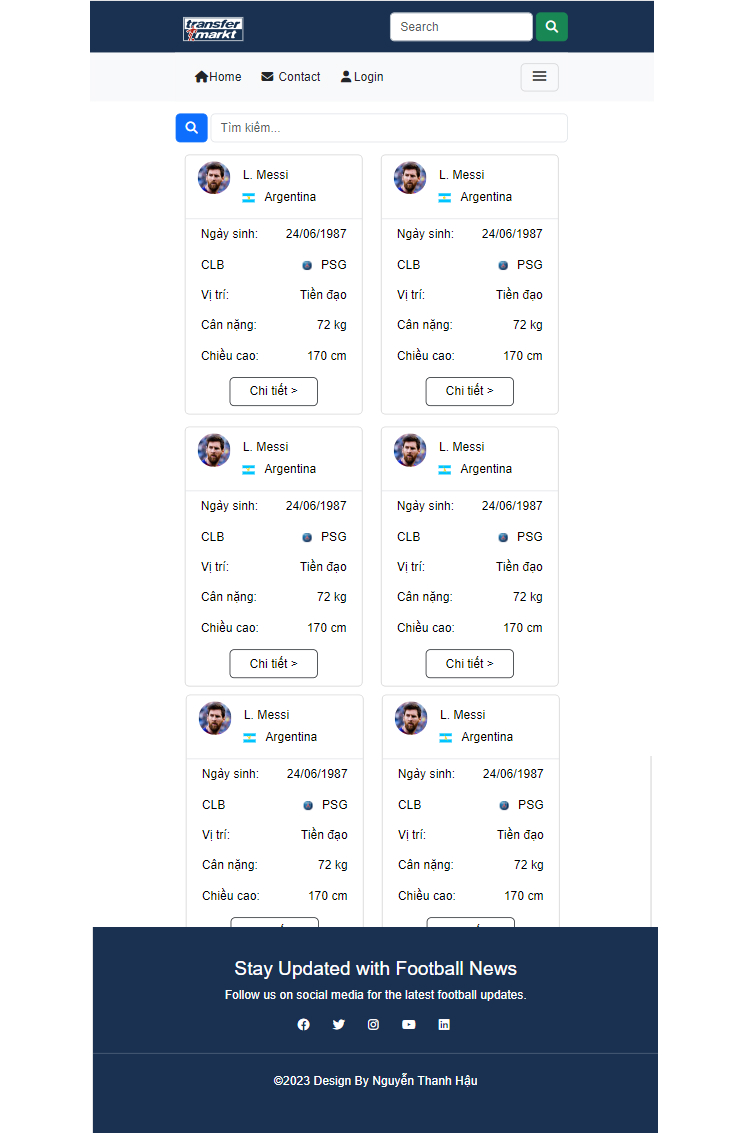 transfer
markt
Search
Home Contact Login
Tìm kiếm...
L. Messi L. Messi
Argentina Argentina
Ngày sinh: 24/06/1987 Ngày sinh: 24/06/1987
CLB PSG CLB PSG
Vị trí: Tiền đạo Vị trí: Tiền đạo
Cân nặng: 72 kg Cân nặng: 72 kg
Chiều cao: 170 cm Chiều cao: 170 cm
Chi tiết > Chi tiết >
L. Messi L. Messi
Argentina Argentina
Ngày sinh: 24/06/1987 Ngày sinh: 24/06/1987
CLB PSG CLB PSG
Vị trí: Tiền đạo Vị trí: Tiền đạo
Cân nặng: 72 kg Cân nặng: 72 kg
Chiều cao: 170 cm Chiều cao: 170 cm
Chi tiết > Chi tiết >
L. Messi L. Messi
Argentina Argentina
Ngày sinh: 24/06/1987 Ngày sinh: 24/06/1987
CLB PSG CLB PSG
Vị trí: Tiền đạo Vị trí: Tiền đạo
Cân nặng: 72 kg Cân nặng: 72 kg
Chiều cao: 170 cm Chiều cao: 170 cm
Stay Updated with Football News
Follow us on social media for the latest football updates.
©2023 Design By Nguyễn Thanh Hậu